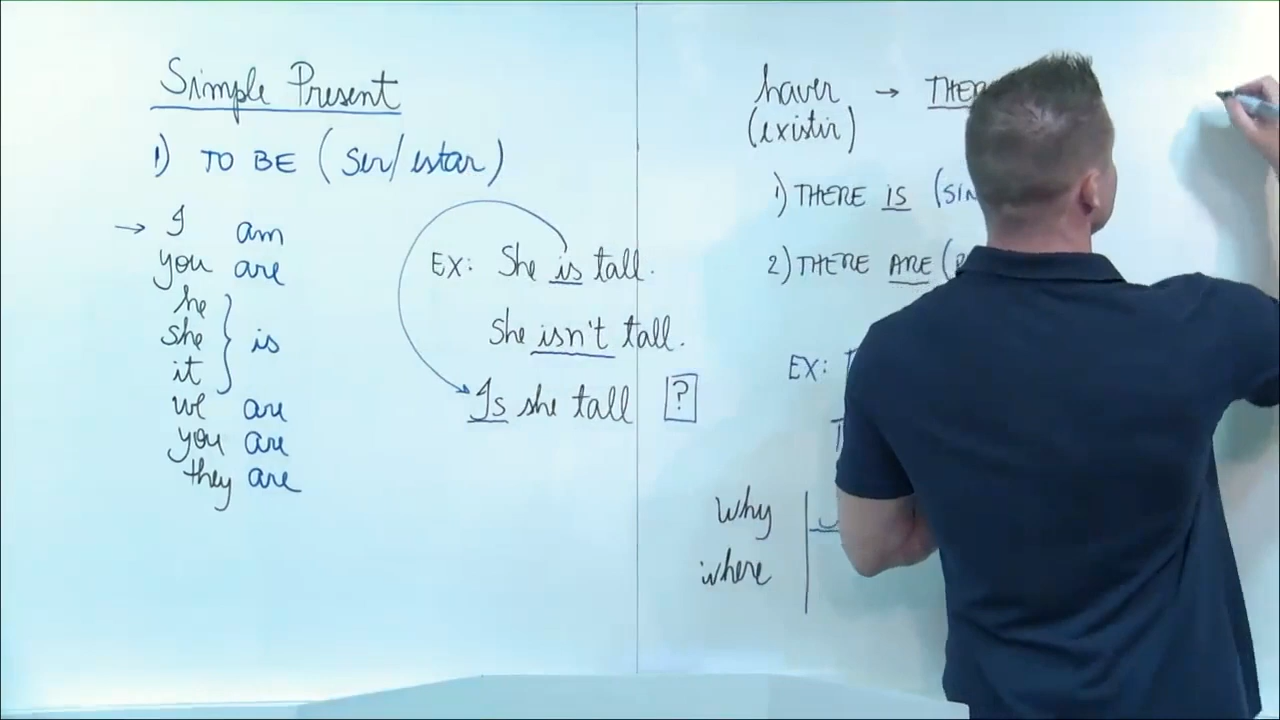 Simple Present
1) TO BE (ser/estar)
→ I am
you are
he
she } is
it
we are
you are
they are
EX: She is tall.
She isn't tall.
Is she tall ?
haver →
(existir)
1) THERE IS
2) THERE ARE
EX:
why
where